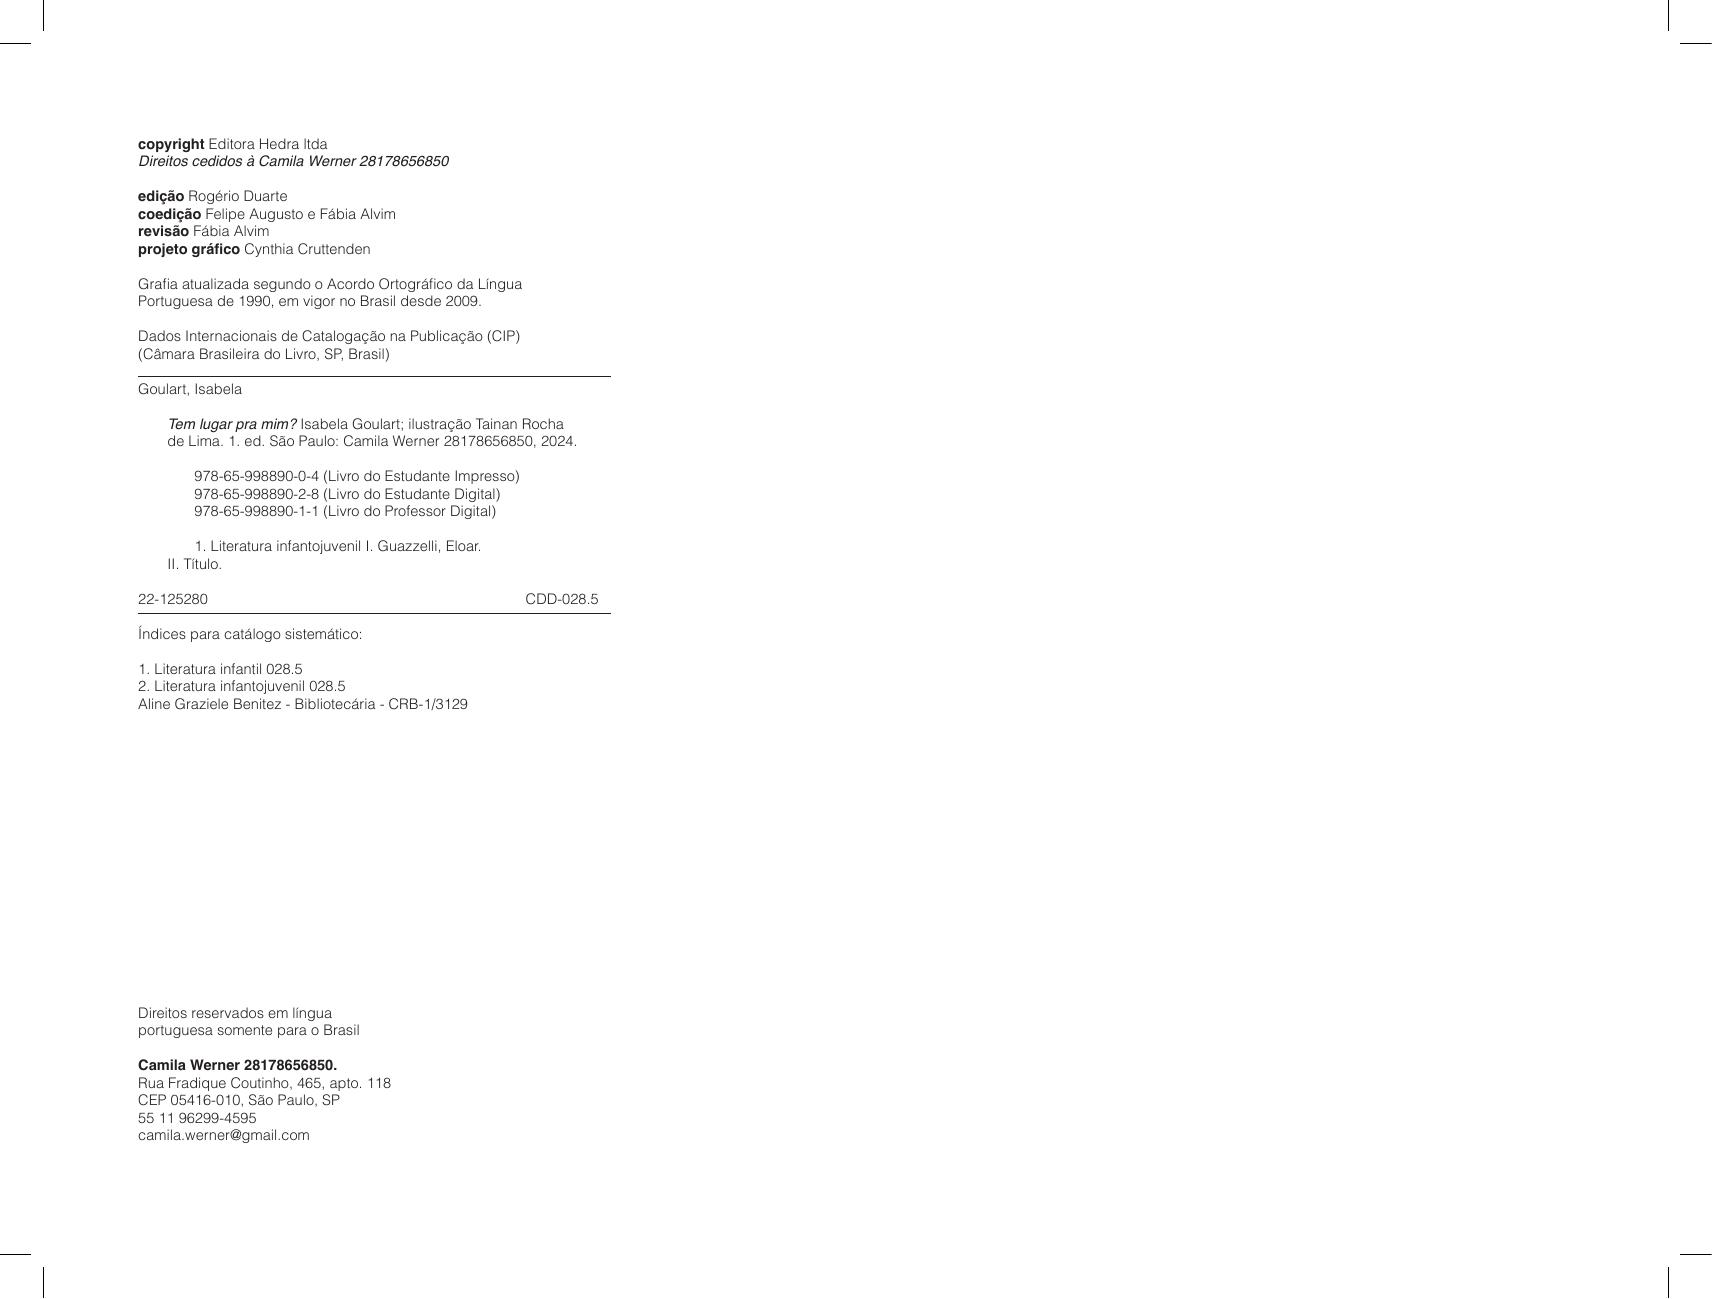 copyright Editora Hedra ltda
Direitos cedidos à Camila Werner 28178656850
edição Rogério Duarte
coedição Felipe Augusto e Fábia Alvim
revisão Fábia Alvim
projeto gráfico Cynthia Cruttenden
Grafia atualizada segundo o Acordo Ortográfico da Língua
Portuguesa de 1990, em vigor no Brasil desde 2009.
Dados Internacionais de Catalogação na Publicação (CIP)
(Câmara Brasileira do Livro, SP, Brasil)
Goulart, Isabela
Tem lugar pra mim? Isabela Goulart; ilustração Tainan Rocha
de Lima. 1. ed. São Paulo: Camila Werner 28178656850, 2024.
978-65-998890-0-4 (Livro do Estudante Impresso)
978-65-998890-2-8 (Livro do Estudante Digital)
978-65-998890-1-1 (Livro do Professor Digital)
1. Literatura infantojuvenil I. Guazzelli, Eloar.
II. Título.
22-125280 CDD-028.5
Índices para catálogo sistemático:
1. Literatura infantil 028.5
2. Literatura infantojuvenil 028.5
Aline Graziele Benitez - Bibliotecária - CRB-1/3129
Direitos reservados em língua
portuguesa somente para o Brasil
Camila Werner 28178656850.
Rua Fradique Coutinho, 465, apto. 118
CEP 05416-010, São Paulo, SP
55 11 96299-4595
camila.werner@gmail.com